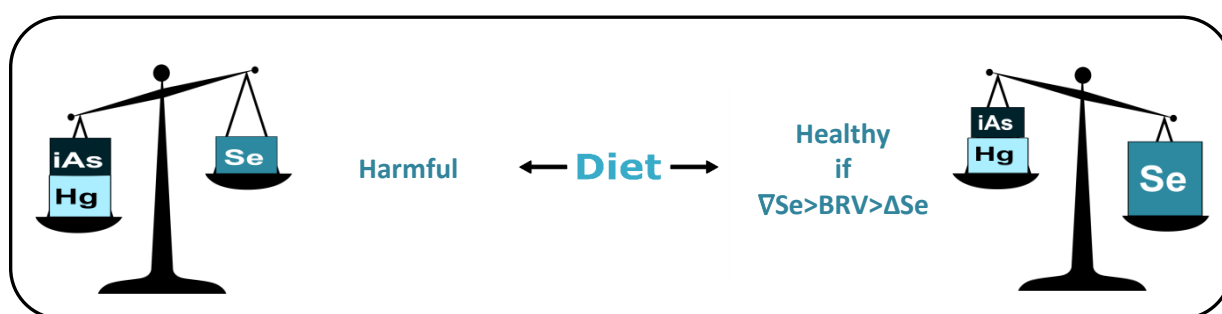 iAs
Hg
Se
Harmful
Diet
Healthy
if
∇Se>BRV>ΔSe
iAs
Hg
Se